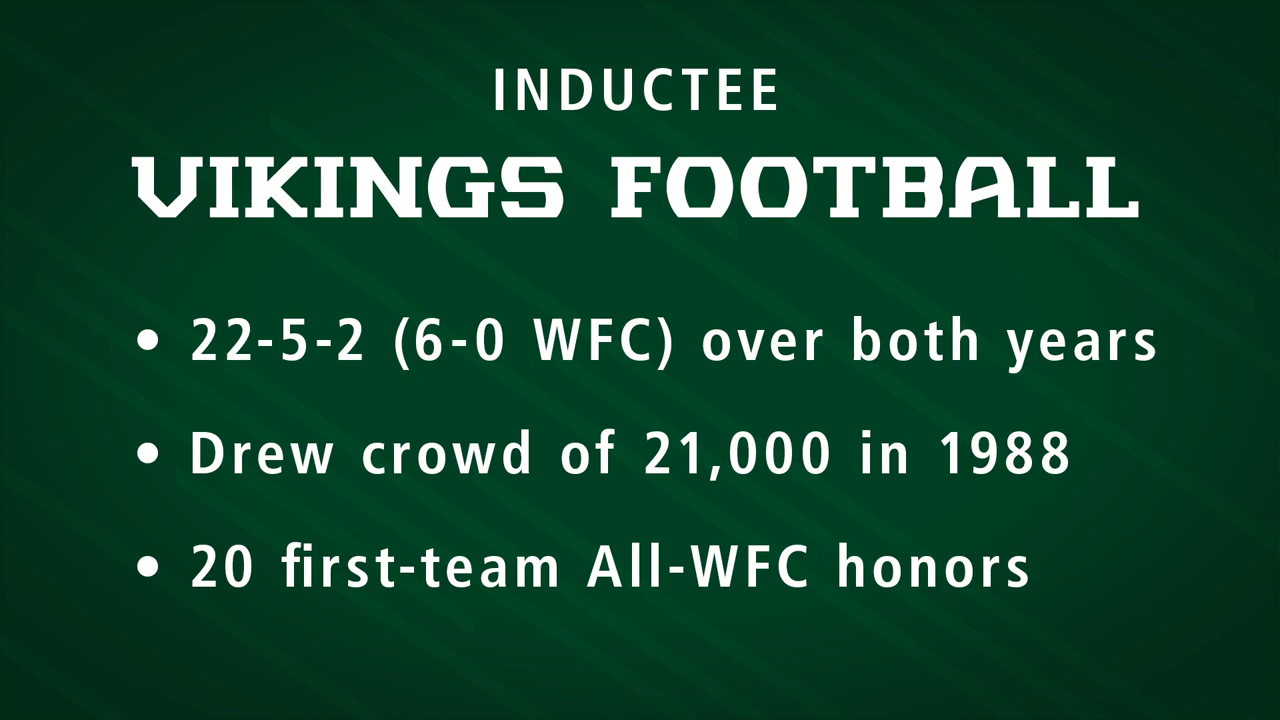 INDUCTEE
VIKINGS FOOTBALL
• 22-5-2 (6-0 WFC) over both years
• Drew crowd of 21,000 in 1988
• 20 first-team All-WFC honors